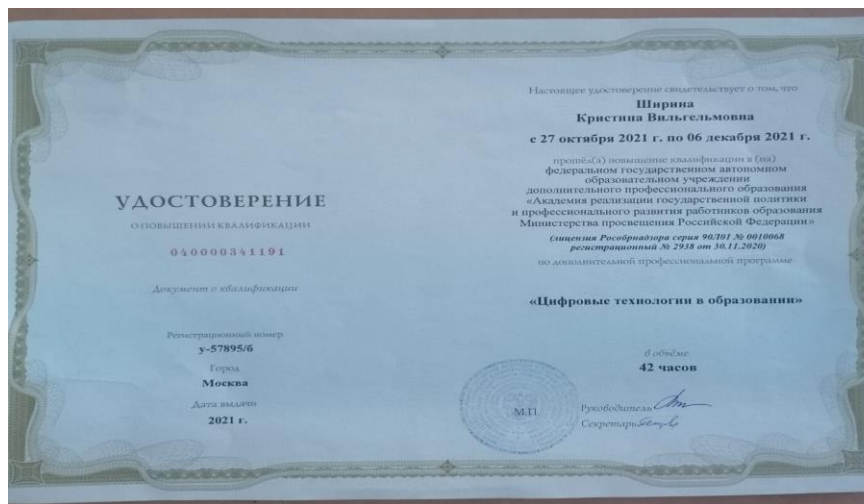 УДОСТОВЕРЕНИЕ
О ПОВЫШЕНИИ КВАЛИФИКАЦИИ
040000341191
Документ о квалификации
Регистрационный номер
у-57895/б
Город
Москва
Дата выдачи
2021 г.
Настоящее удостоверение свидетельствует о том, что
Ширина
Кристина Вильгельмовна
с 27 октября 2021 г. по 06 декабря 2021 г.
прошёл(а) повышение квалификации в (на)
федеральном государственном автономном
образовательном учреждении
дополнительного профессионального образования
«Академия реализации государственной политики
и профессионального развития работников образования
Министерства просвещения Российской Федерации»
(лицензия Рособрнадзора серия 90Л01 № 0010068
регистрационный № 2938 от 30.11.2020)
по дополнительной профессиональной программе
«Цифровые технологии в образовании»
в объёме
42 часов
М.П.
Руководитель
Секретарь